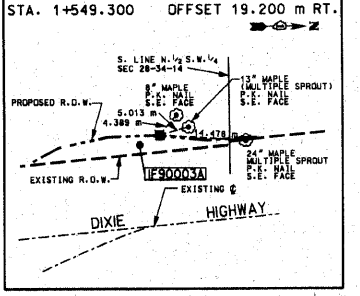 STA. 1+549.300 OFFSET 19.200 m RT.
N
S. LINE N.1/2 S.W.1/4
SEC 28-34-14
8" MAPLE
P.K. NAIL
S.E. FACE
13" MAPLE
(MULTIPLE SPROUT)
P.K. NAIL
S.E. FACE
PROPOSED R.O.W.
5.013 m
4.389 m
4.478 m
24" MAPLE
MULTIPLE SPROUT
P.K. NAIL
S.E. FACE
EXISTING R.O.W.
IF90003A
EXISTING ℄
DIXIE HIGHWAY